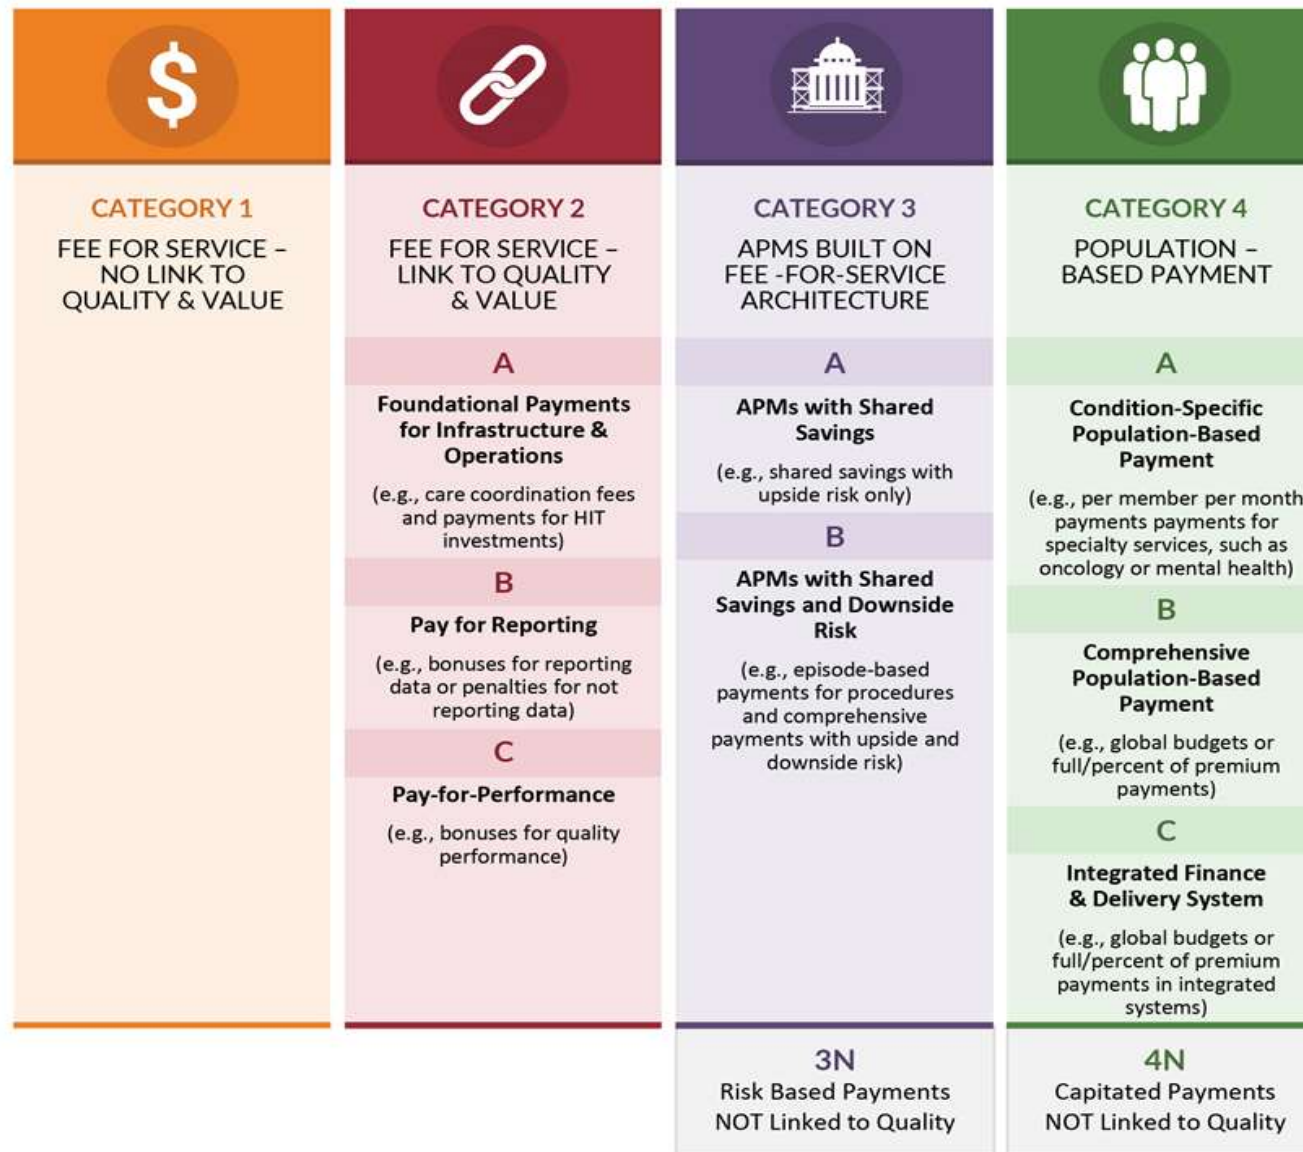 $
CATEGORY 1
FEE FOR SERVICE –
NO LINK TO
QUALITY & VALUE
CATEGORY 2
FEE FOR SERVICE –
LINK TO QUALITY
& VALUE
A
Foundational Payments
for Infrastructure &
Operations
(e.g., care coordination fees
and payments for HIT
investments)
B
Pay for Reporting
(e.g., bonuses for reporting
data or penalties for not
reporting data)
C
Pay-for-Performance
(e.g., bonuses for quality
performance)
CATEGORY 3
APMS BUILT ON
FEE -FOR-SERVICE
ARCHITECTURE
A
APMs with Shared
Savings
(e.g., shared savings with
upside risk only)
B
APMs with Shared
Savings and Downside
Risk
(e.g., episode-based
payments for procedures
and comprehensive
payments with upside and
downside risk)
3N
Risk Based Payments
NOT Linked to Quality
CATEGORY 4
POPULATION –
BASED PAYMENT
A
Condition-Specific
Population-Based
Payment
(e.g., per member per month
payments payments for
specialty services, such as
oncology or mental health)
B
Comprehensive
Population-Based
Payment
(e.g., global budgets or
full/percent of premium
payments)
C
Integrated Finance
& Delivery System
(e.g., global budgets or
full/percent of premium
payments in integrated
systems)
4N
Capitated Payments
NOT Linked to Quality